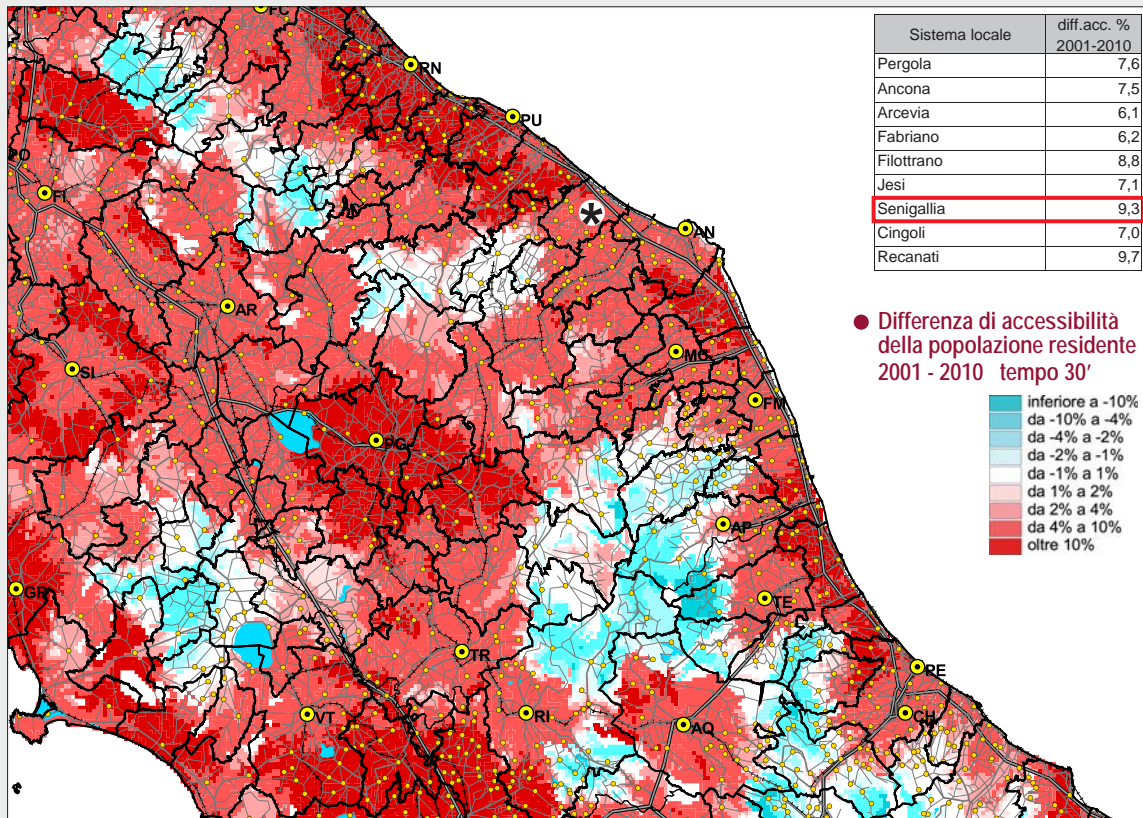 Sistema locale diff.acc. % 2001-2010
Pergola 7,6
Ancona 7,5
Arcevia 6,1
Fabriano 6,2
Filottrano 8,8
Jesi 7,1
Senigallia 9,3
Cingoli 7,0
Recanati 9,7
Differenza di accessibilità
della popolazione residente
2001 - 2010 tempo 30'
inferiore a -10%
da -10% a -4%
da -4% a -2%
da -2% a -1%
da -1% a 1%
da 1% a 2%
da 2% a 4%
da 4% a 10%
oltre 10%
FC
RN
PU
FI
*
AN
AR
MC
SI
FM
PG
AP
GR
TE
TR
PE
VT
RI
AQ
CH